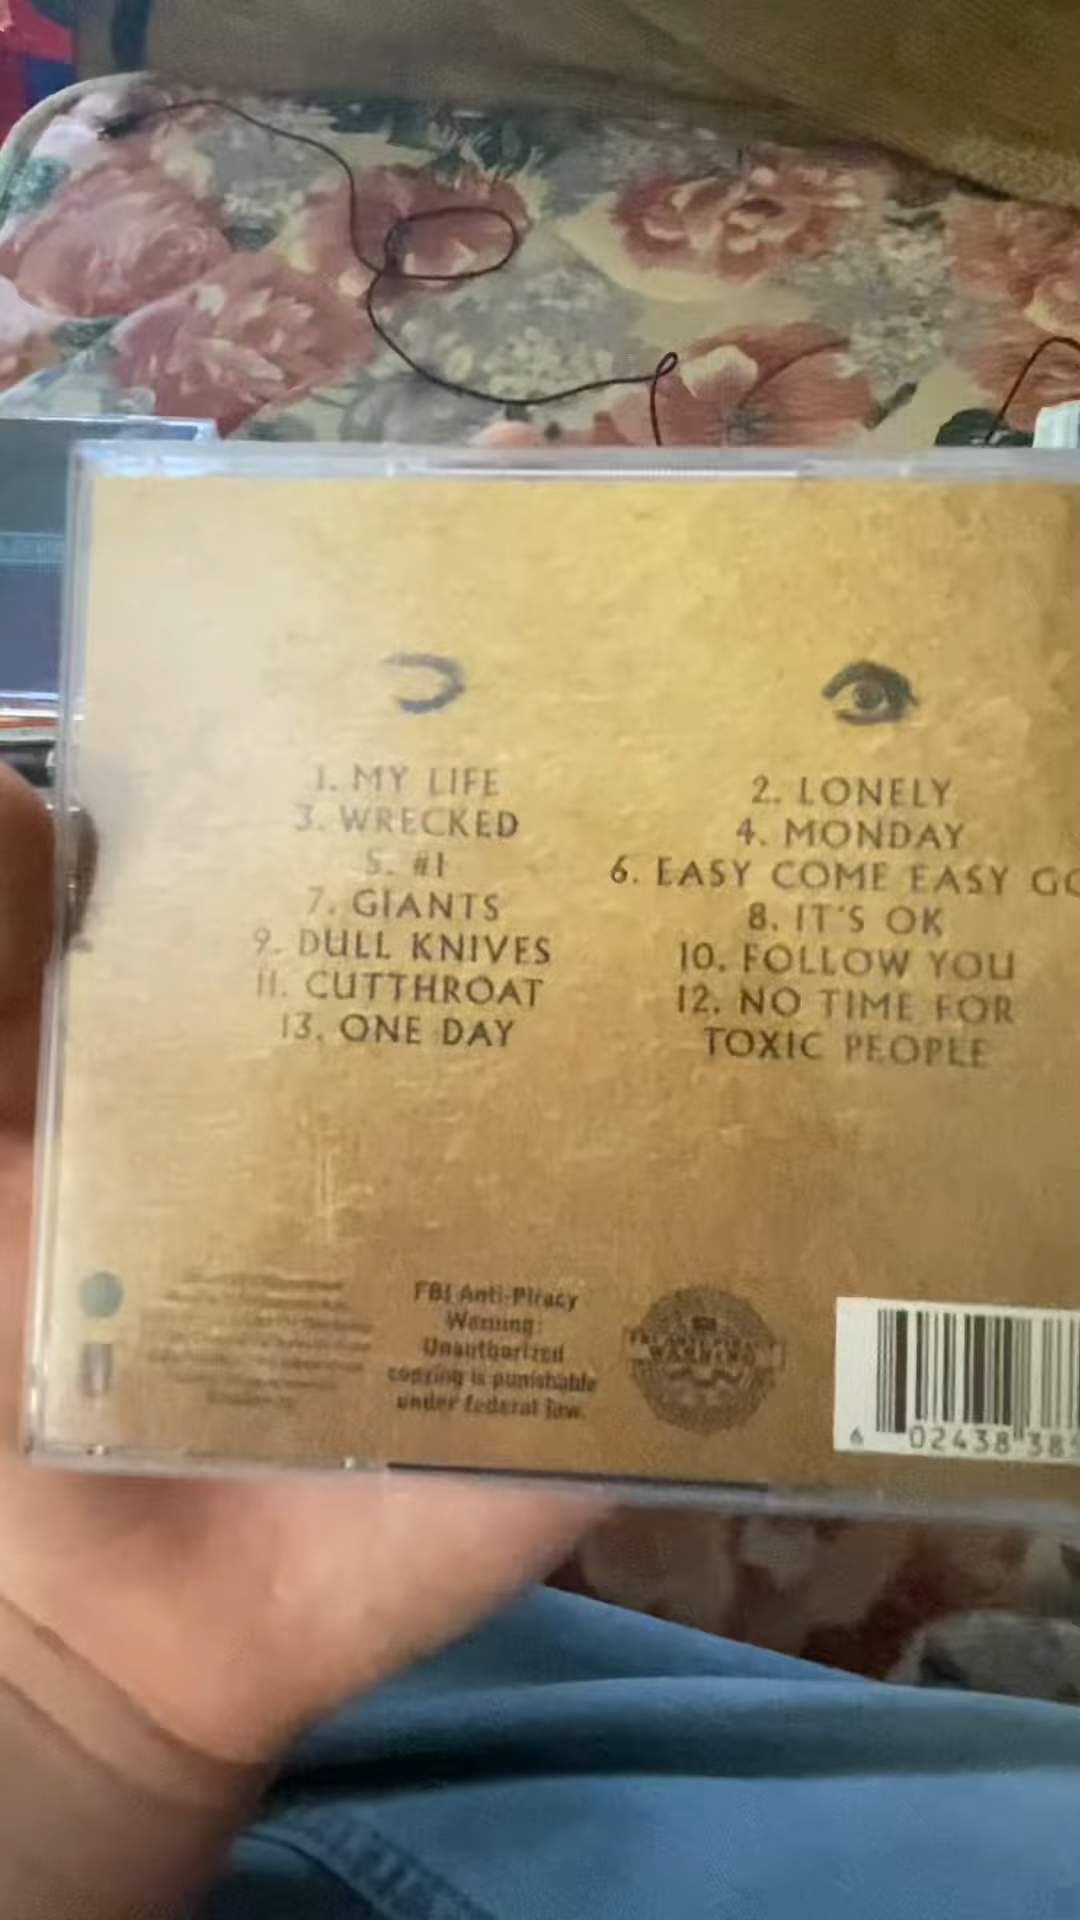 1. MY LIFE
3. WRECKED
5. #1
7. GIANTS
9. DULL KNIVES
11. CUTTHROAT
13. ONE DAY
2. LONELY
4. MONDAY
6. EASY COME EASY GO
8. IT'S OK
10. FOLLOW YOU
12. NO TIME FOR
TOXIC PEOPLE
FBI Anti-Piracy
Warning:
Unauthorized
copying is punishable
under federal law.
WARNING
6 02438 38